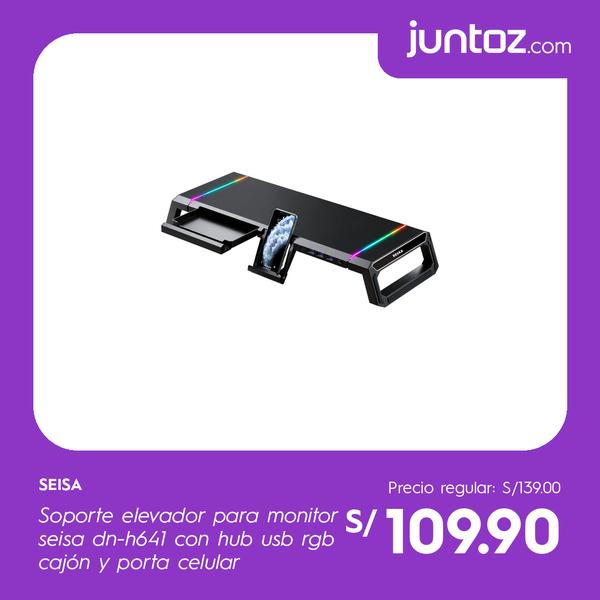 juntoz.com
SEISA
SEISA
Precio regular: S/139.00
Soporte elevador para monitor
seisa dn-h641 con hub usb rgb
cajón y porta celular
S/109.90